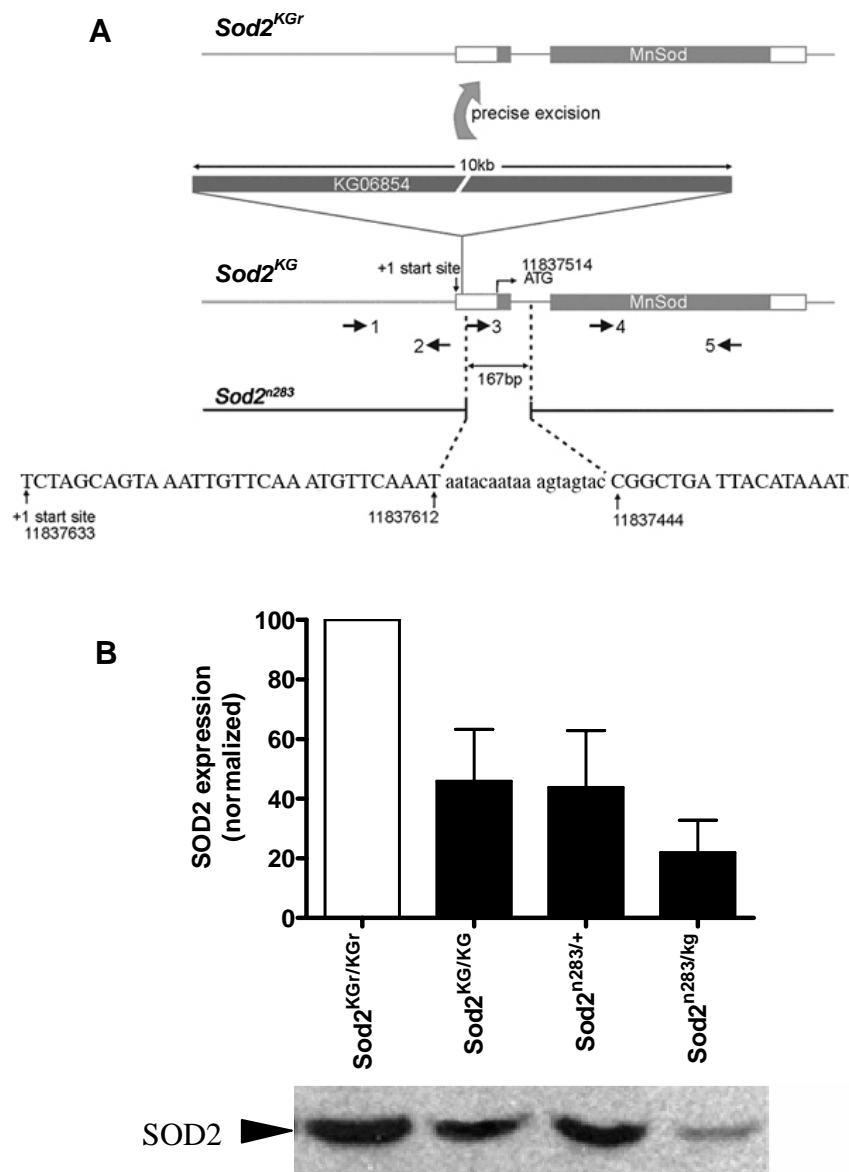 A
Sod2KGr
MnSod
precise excision
10kb
KG06854
Sod2KG
+1 start site
11837514
ATG
MnSod
1
3
4
2
5
167bp
Sod2n283
TCTAGCAGTA AATTGTTCAA ATGTTCAAAT aatacaataa agtagtac CGGCTGA TTACATAAAT
+1 start site
11837633
11837612
11837444
B
SOD2 expression
(normalized)
100
80
60
40
20
0
Sod2KGr/KGr
Sod2KG/KG
Sod2n283/+
Sod2n283/kg
SOD2